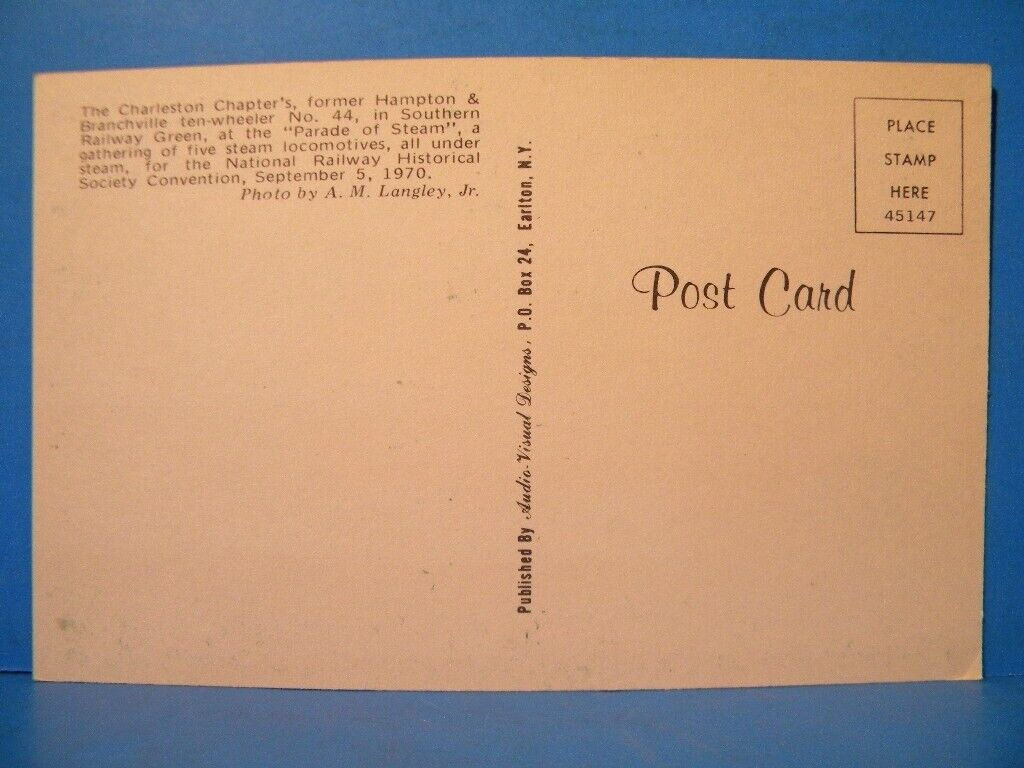 The Charleston Chapter's, former Hampton &
Branchville ten-wheeler No. 44, in Southern
Railway Green, at the "Parade of Steam", a
gathering of five steam locomotives, all under
steam, for the National Railway Historical
Society Convention, September 5, 1970.
Photo by A. M. Langley, Jr.
Published By Audio-Visual Designs, P.O. Box 24, Earlton, N.Y.
PLACE
STAMP
HERE
45147
Post Card